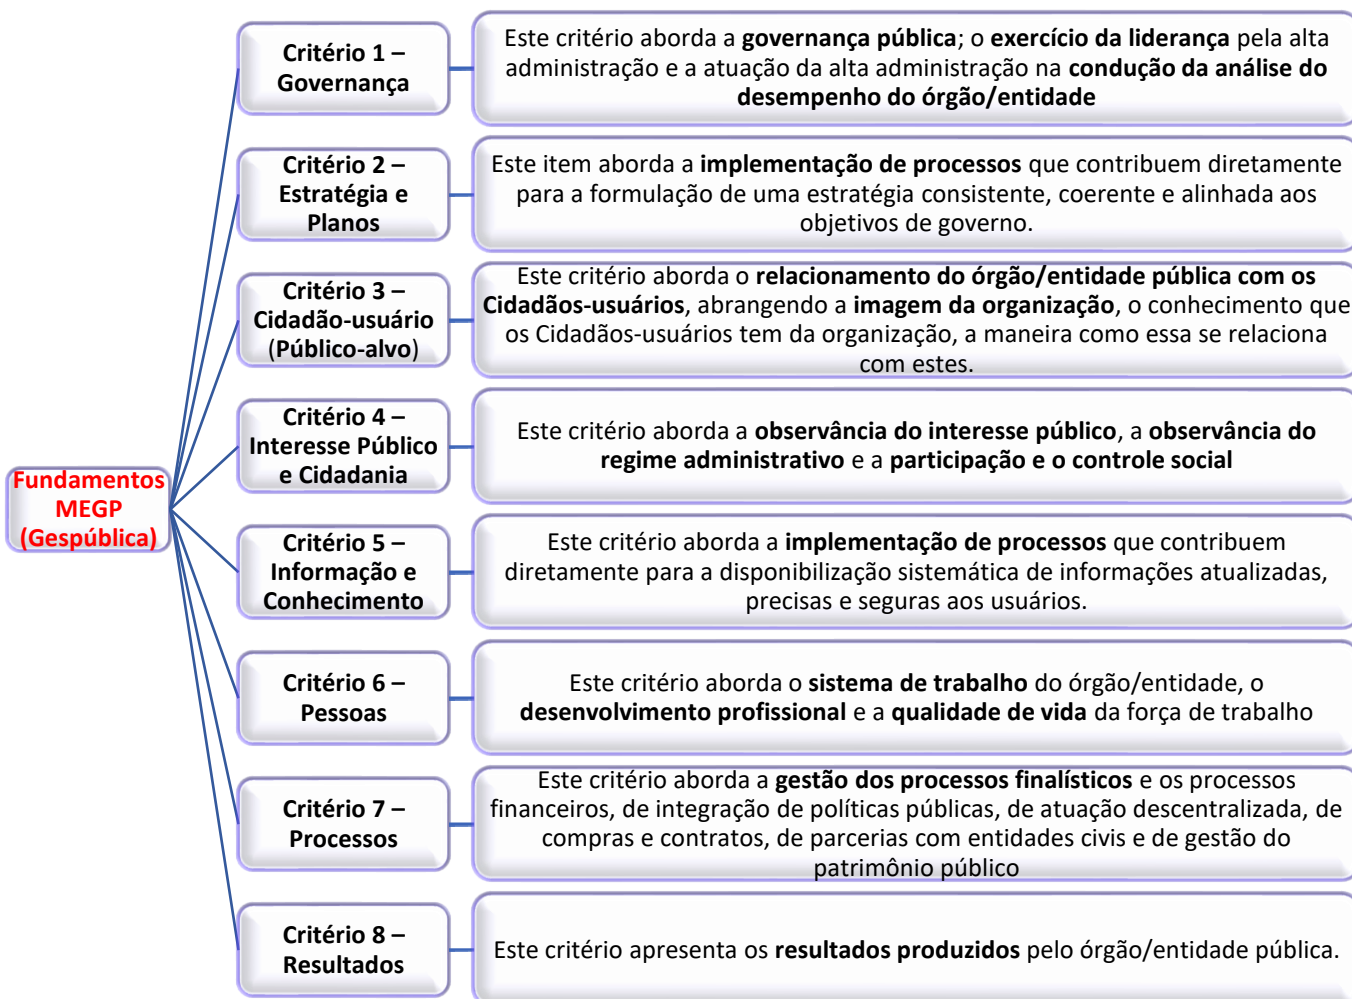 Fundamentos
MEGP
(Gespública)
Critério 1 –
Governança
Este critério aborda a governança pública; o exercício da liderança pela alta
administração e a atuação da alta administração na condução da análise do
desempenho do órgão/entidade
Critério 2 –
Estratégia e
Planos
Este item aborda a implementação de processos que contribuem diretamente
para a formulação de uma estratégia consistente, coerente e alinhada aos
objetivos de governo.
Critério 3 –
Cidadão-usuário
(Público-alvo)
Este critério aborda o relacionamento do órgão/entidade pública com os
Cidadãos-usuários, abrangendo a imagem da organização, o conhecimento que
os Cidadãos-usuários tem da organização, a maneira como essa se relaciona
com estes.
Critério 4 –
Interesse Público
e Cidadania
Este critério aborda a observância do interesse público, a observância do
regime administrativo e a participação e o controle social
Critério 5 –
Informação e
Conhecimento
Este critério aborda a implementação de processos que contribuem
diretamente para a disponibilização sistemática de informações atualizadas,
precisas e seguras aos usuários.
Critério 6 –
Pessoas
Este critério aborda o sistema de trabalho do órgão/entidade, o
desenvolvimento profissional e a qualidade de vida da força de trabalho
Critério 7 –
Processos
Este critério aborda a gestão dos processos finalísticos e os processos
financeiros, de integração de políticas públicas, de atuação descentralizada, de
compras e contratos, de parcerias com entidades civis e de gestão do
patrimônio público
Critério 8 –
Resultados
Este critério apresenta os resultados produzidos pelo órgão/entidade pública.